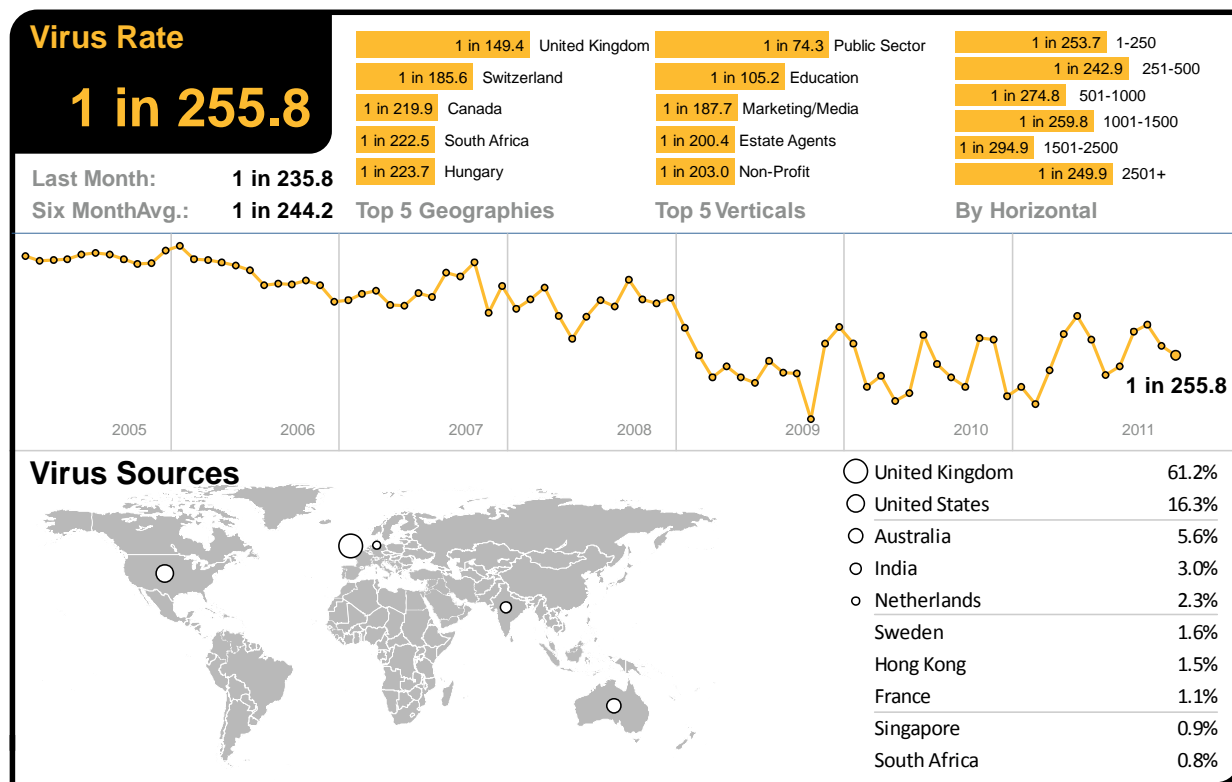 Virus Rate
1 in 255.8
Last Month: 1 in 235.8
Six MonthAvg.: 1 in 244.2
1 in 149.4 United Kingdom
1 in 185.6 Switzerland
1 in 219.9 Canada
1 in 222.5 South Africa
1 in 223.7 Hungary
Top 5 Geographies
1 in 74.3 Public Sector
1 in 105.2 Education
1 in 187.7 Marketing/Media
1 in 200.4 Estate Agents
1 in 203.0 Non-Profit
Top 5 Verticals
1 in 253.7 1-250
1 in 242.9 251-500
1 in 274.8 501-1000
1 in 259.8 1001-1500
1 in 294.9 1501-2500
1 in 249.9 2501+
By Horizontal
1 in 255.8
2005 2006 2007 2008 2009 2010 2011
Virus Sources
United Kingdom 61.2%
United States 16.3%
Australia 5.6%
India 3.0%
Netherlands 2.3%
Sweden 1.6%
Hong Kong 1.5%
France 1.1%
Singapore 0.9%
South Africa 0.8%